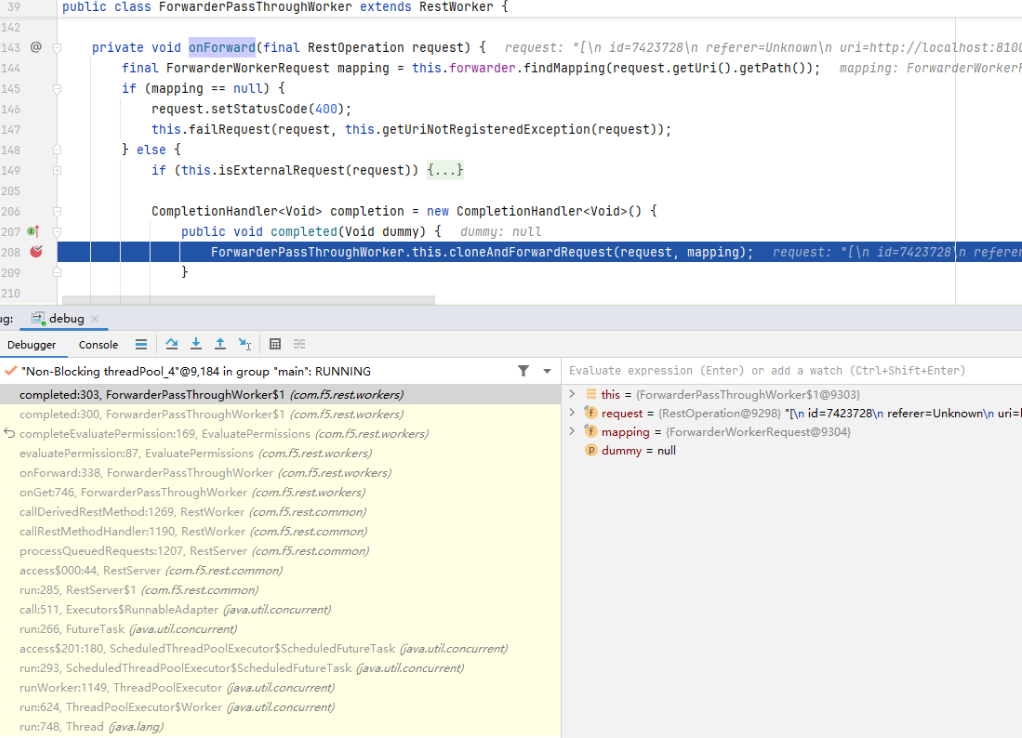 39 public class ForwarderPassThroughWorker extends RestWorker {
142
143 @ private void onForward(final RestOperation request) { request: "[\n id=7423728\n referer=Unknown\n uri=http://localhost:8100
144 final ForwarderWorkerRequest mapping = this.forwarder.findMapping(request.getUri().getPath()); mapping: ForwarderWorkerR
145 if (mapping == null) {
146 request.setStatusCode(400);
147 this.failRequest(request, this.getUriNotRegisteredException(request));
148 } else {
149 if (this.isExternalRequest(request)) {...}
205
206 CompletionHandler<Void> completion = new CompletionHandler<Void>() {
207 public void completed(Void dummy) { dummy: null
208 ForwarderPassThroughWorker.this.cloneAndForwardRequest(request, mapping); request: "[\n id=7423728\n referer
209 }
210
ug: debug
Debugger Console
"Non-Blocking threadPool_4"@9,184 in group "main": RUNNING
completed:303, ForwarderPassThroughWorker$1 (com.f5.rest.workers)
completed:300, ForwarderPassThroughWorker$1 (com.f5.rest.workers)
completeEvaluatePermission:169, EvaluatePermissions (com.f5.rest.workers)
evaluatePermission:87, EvaluatePermissions (com.f5.rest.workers)
onForward:338, ForwarderPassThroughWorker (com.f5.rest.workers)
onGet:746, ForwarderPassThroughWorker (com.f5.rest.workers)
callDerivedRestMethod:1269, RestWorker (com.f5.rest.common)
callRestMethodHandler:1190, RestWorker (com.f5.rest.common)
processQueuedRequests:1207, RestServer (com.f5.rest.common)
access$000:44, RestServer (com.f5.rest.common)
run:285, RestServer$1 (com.f5.rest.common)
call:511, Executors$RunnableAdapter (java.util.concurrent)
run:266, FutureTask (java.util.concurrent)
access$201:180, ScheduledThreadPoolExecutor$ScheduledFutureTask (java.util.concurrent)
run:293, ScheduledThreadPoolExecutor$ScheduledFutureTask (java.util.concurrent)
runWorker:1149, ThreadPoolExecutor (java.util.concurrent)
run:624, ThreadPoolExecutor$Worker (java.util.concurrent)
run:748, Thread (java.lang)
Evaluate expression (Enter) or add a watch (Ctrl+Shift+Enter)
this = {ForwarderPassThroughWorker$1@9303}
f request = {RestOperation@9298} "[\n id=7423728\n referer=Unknown\n uri=
f mapping = {ForwarderWorkerRequest@9304}
p dummy = null